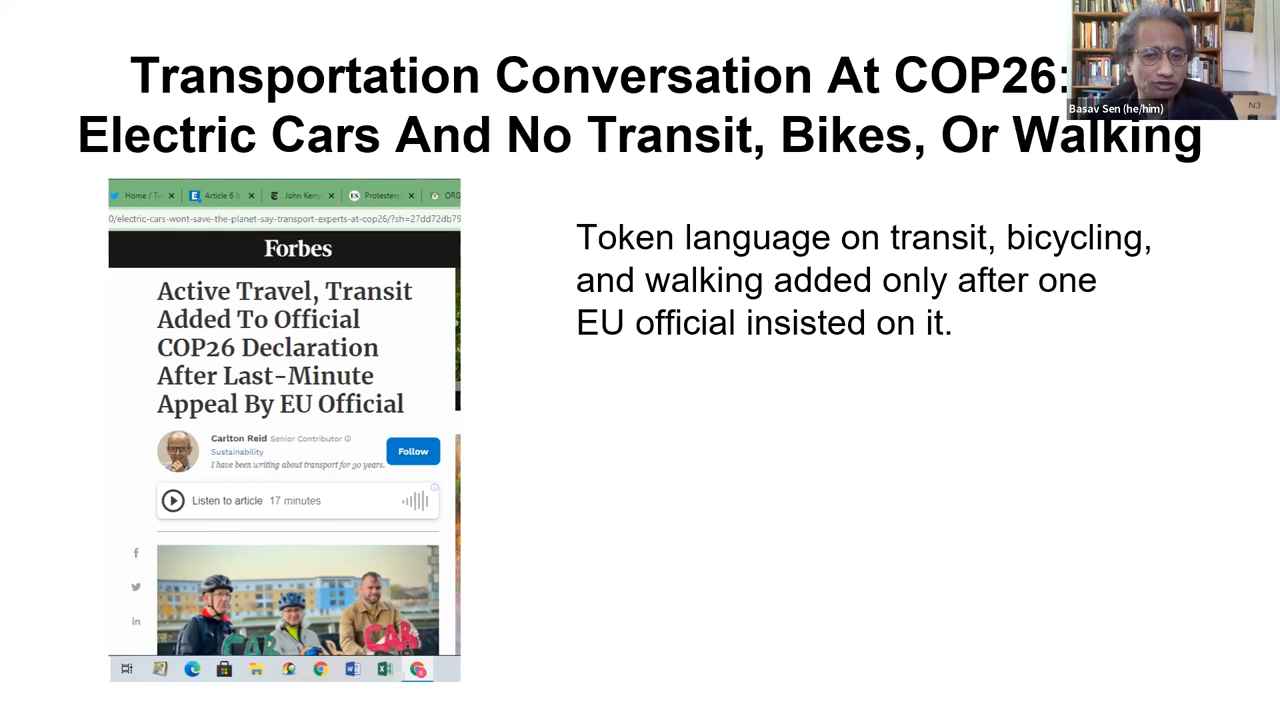 Transportation Conversation At COP26:
Electric Cars And No Transit, Bikes, Or Walking
Basav Sen (he/him)
N3
Home / Tw
Article 6 i
John Kerry
Protesters
ORG
0/electric-cars-wont-save-the-planet-say-transport-experts-at-cop26/?sh=27dd72db79
Forbes
Active Travel, Transit
Added To Official
COP26 Declaration
After Last-Minute
Appeal By EU Official
Carlton Reid Senior Contributor
Sustainability
I have been writing about transport for 30 years.
Follow
Listen to article 17 minutes
CAR
CAR
Token language on transit, bicycling,
and walking added only after one
EU official insisted on it.